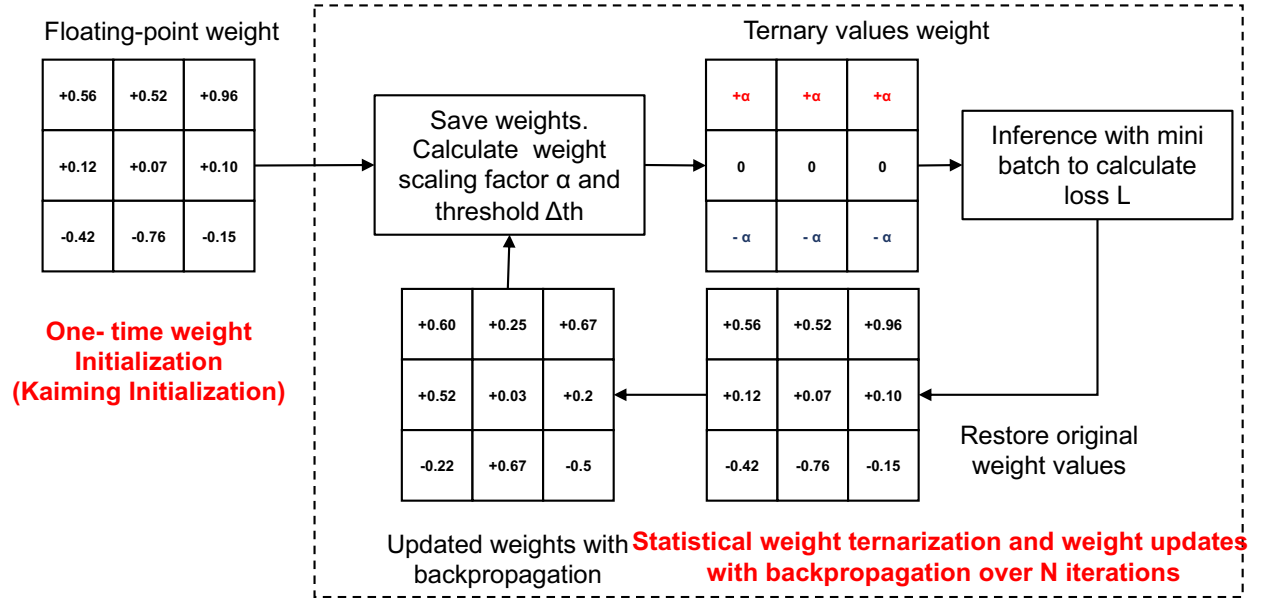 Floating-point weight
+0.56 +0.52 +0.96
+0.12 +0.07 +0.10
-0.42 -0.76 -0.15
One- time weight
Initialization
(Kaiming Initialization)
Save weights.
Calculate weight
scaling factor α and
threshold Δth
Ternary values weight
+α +α +α
0 0 0
- α - α - α
Inference with mini
batch to calculate
loss L
+0.60 +0.25 +0.67
+0.52 +0.03 +0.2
-0.22 +0.67 -0.5
Updated weights with
backpropagation
+0.56 +0.52 +0.96
+0.12 +0.07 +0.10
-0.42 -0.76 -0.15
Restore original
weight values
Statistical weight ternarization and weight updates
with backpropagation over N iterations